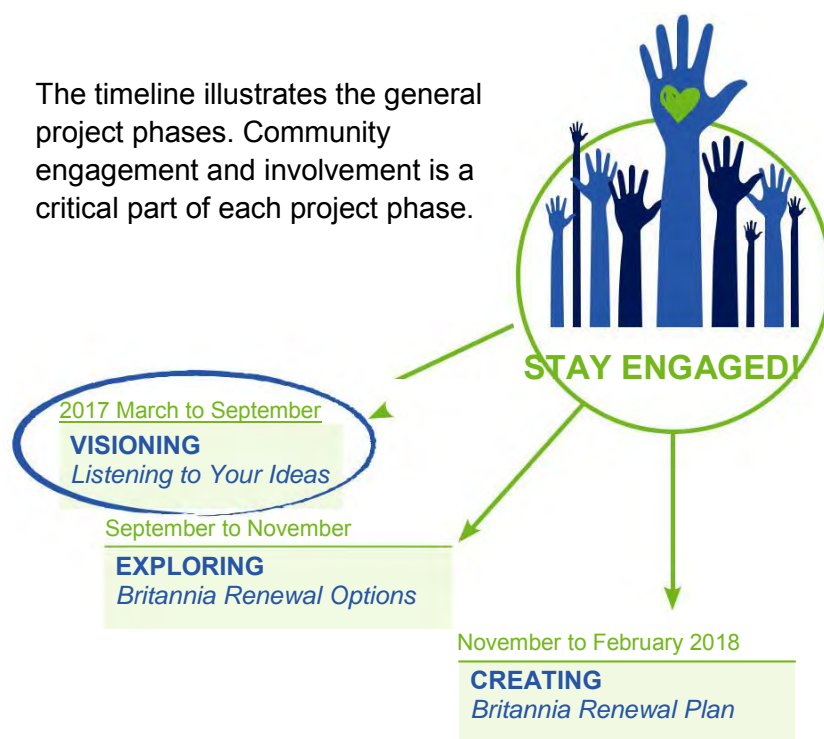 The timeline illustrates the general
project phases. Community
engagement and involvement is a
critical part of each project phase.
STAY ENGAGED!
2017 March to September
VISIONING
Listening to Your Ideas
September to November
EXPLORING
Britannia Renewal Options
November to February 2018
CREATING
Britannia Renewal Plan